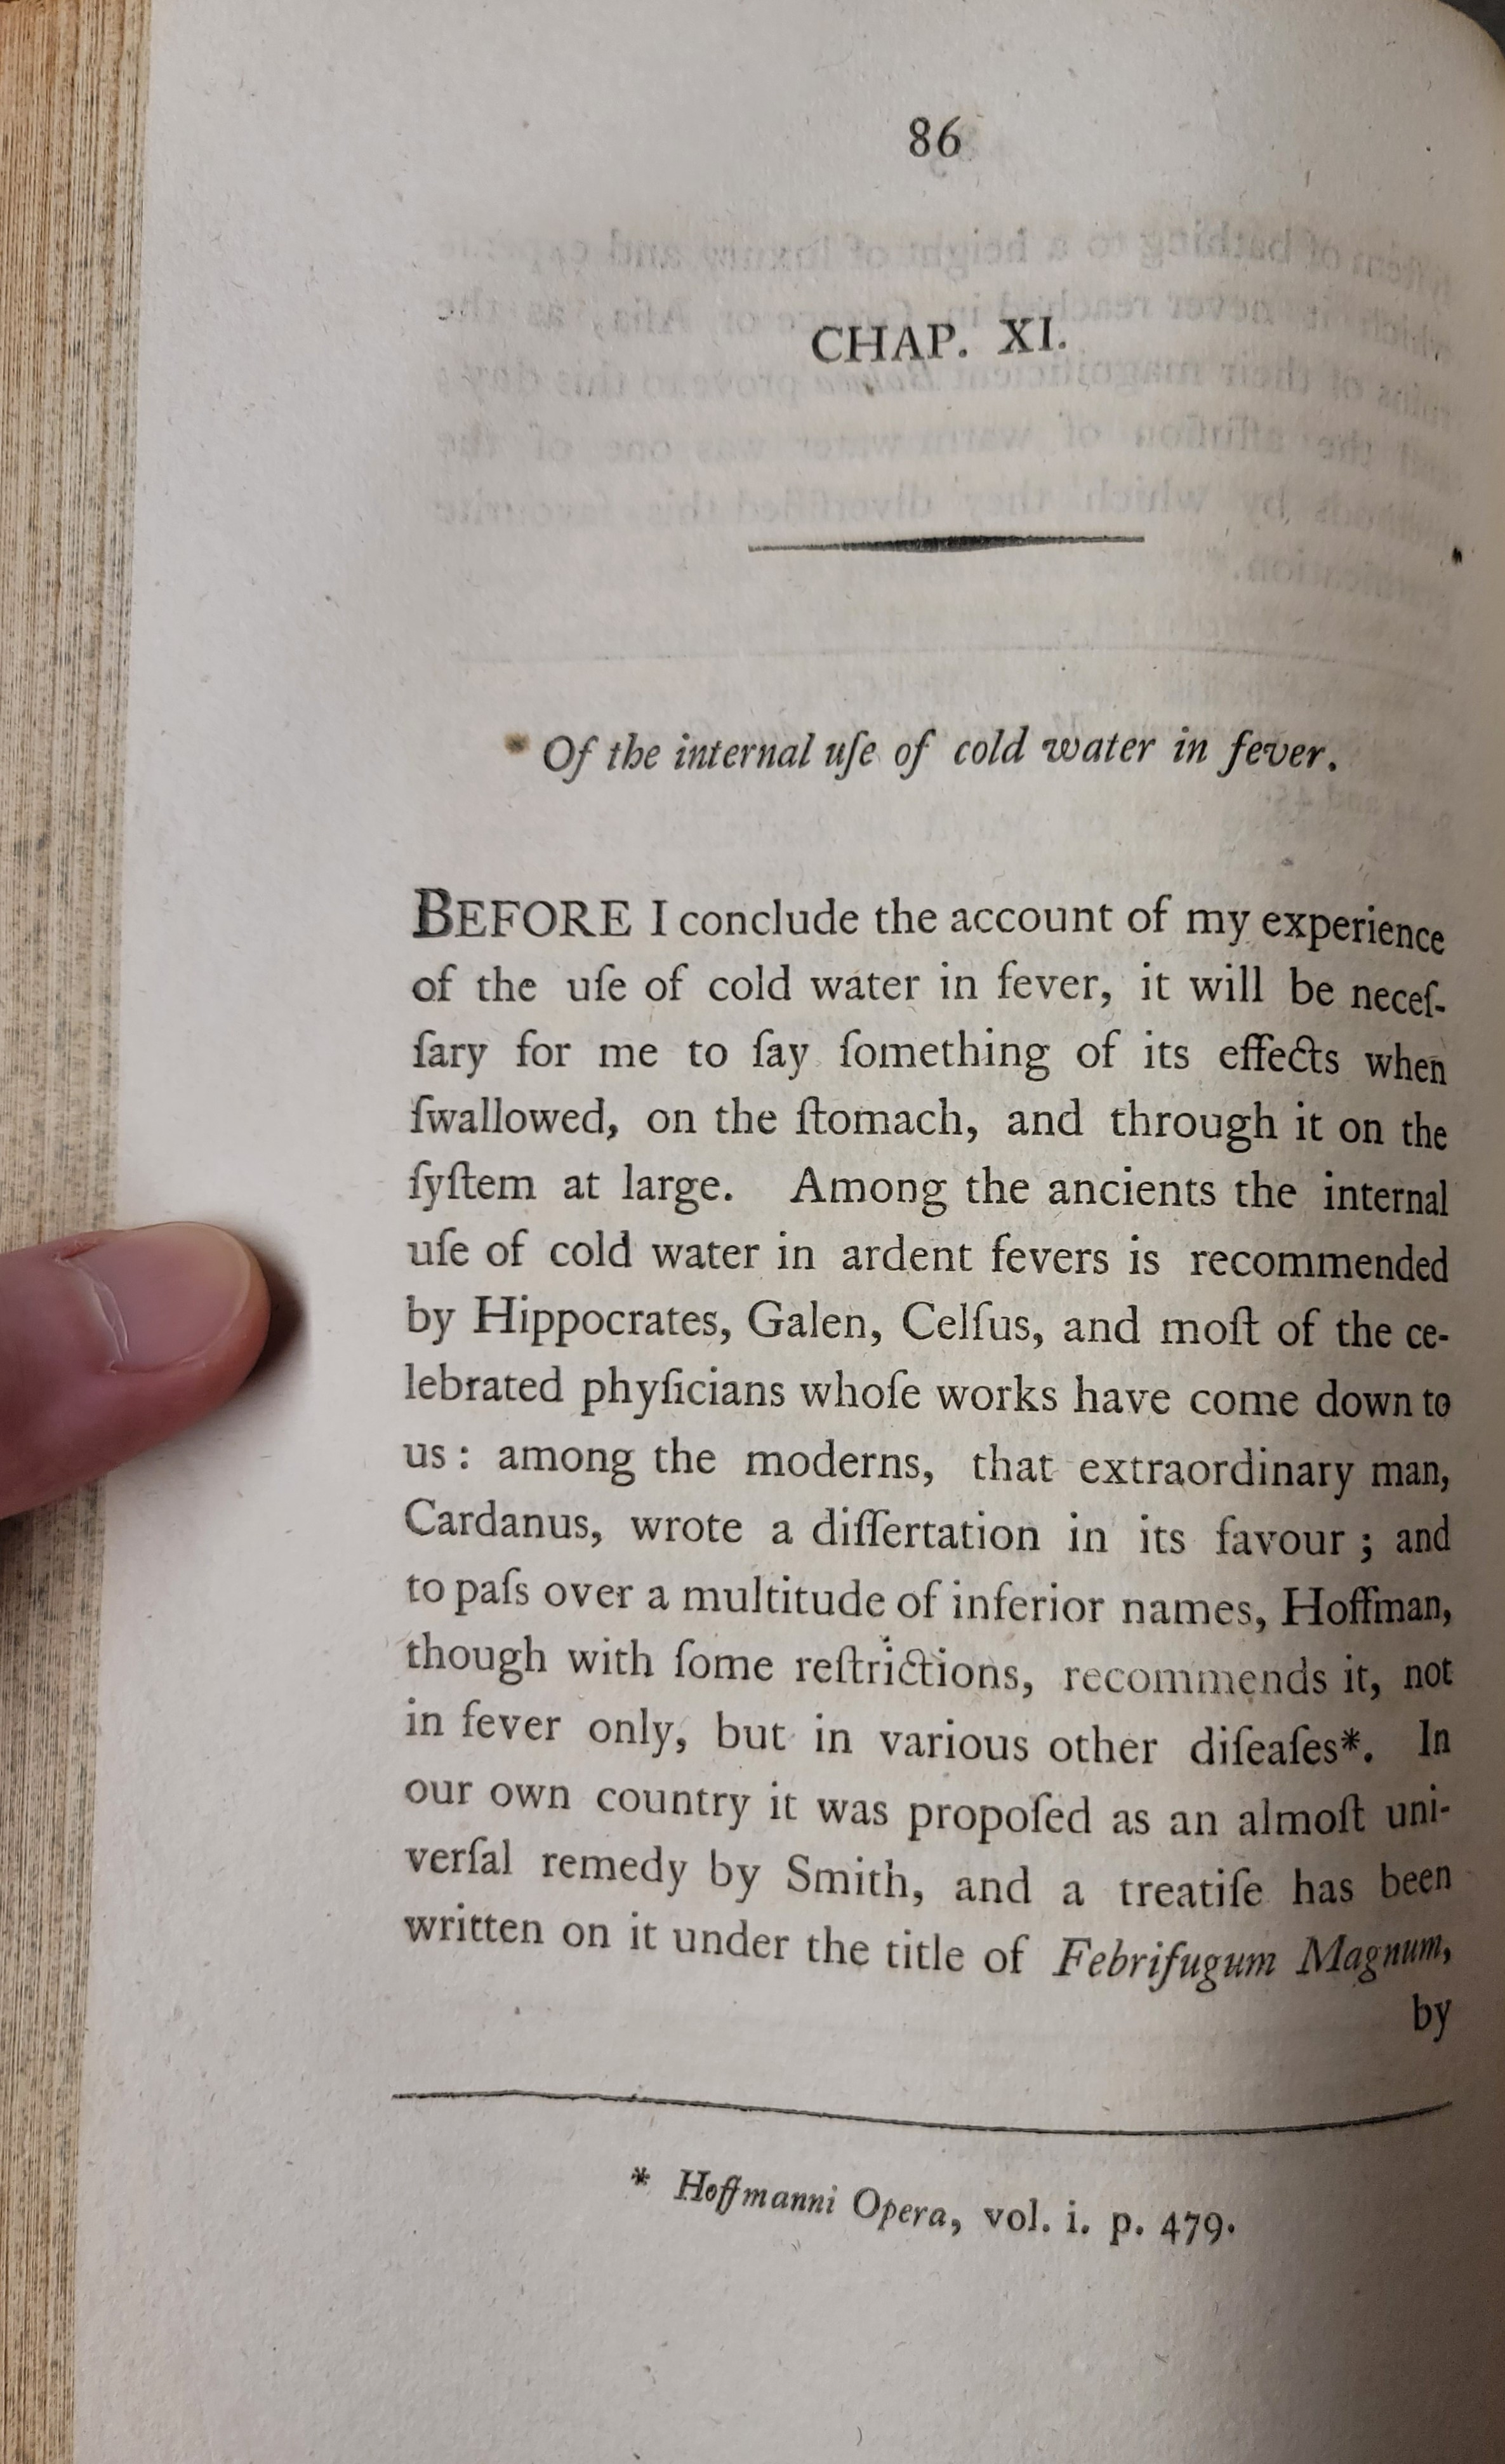 86
CHAP. XI.
Of the internal uſe of cold water in fever.
BEFORE I conclude the account of my experience
of the uſe of cold water in fever, it will be neceſ-
ſary for me to ſay ſomething of its effects when
ſwallowed, on the ſtomach, and through it on the
ſyſtem at large. Among the ancients the internal
uſe of cold water in ardent fevers is recommended
by Hippocrates, Galen, Celſus, and moſt of the ce-
lebrated phyſicians whoſe works have come down to
us: among the moderns, that extraordinary man,
Cardanus, wrote a diſſertation in its favour; and
to paſs over a multitude of inferior names, Hoffman,
though with ſome reſtrictions, recommends it, not
in fever only, but in various other diſeaſes*. In
our own country it was propoſed as an almoſt uni-
verſal remedy by Smith, and a treatiſe has been
written on it under the title of Febrifugum Magnum,
by
* Hoffmanni Opera, vol. i. p. 479.